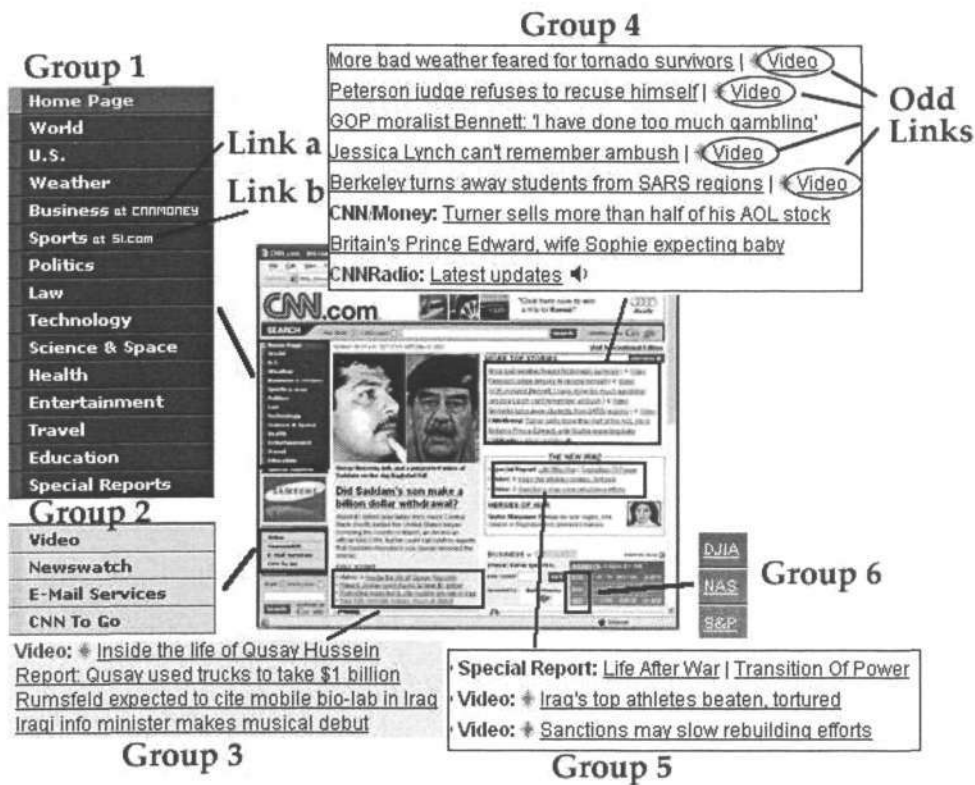 Group 4
More bad weather feared for tornado survivors | Video
Peterson judge refuses to recuse himself | Video
GOP moralist Bennett: 'I have done too much gambling'
Jessica Lynch can't remember ambush | Video
Berkeley turns away students from SARS regions | Video
CNN/Money: Turner sells more than half of his AOL stock
Britain's Prince Edward, wife Sophie expecting baby
CNNRadio: Latest updates
Odd
Links
Group 1
Home Page
World
U.S.
Weather
Business at CNNMONEY
Sports at SI.com
Politics
Law
Technology
Science & Space
Health
Entertainment
Travel
Education
Special Reports
Link a
Link b
CNN.com
SEARCH
THE NEW IRAQ
SAMSUNG
Did Saddam's son make a
billion dollar withdrawal?
HEROES OF WAR
Group 2
Video
Newswatch
E-Mail Services
CNN To Go
DJIA
NAS
S&P
Group 6
Video: Inside the life of Qusay Hussein
Report: Qusay used trucks to take $1 billion
Rumsfeld expected to cite mobile bio-lab in Iraq
Iraqi info minister makes musical debut
Group 3
Special Report: Life After War | Transition Of Power
Video: Iraq's top athletes beaten, tortured
Video: Sanctions may slow rebuilding efforts
Group 5